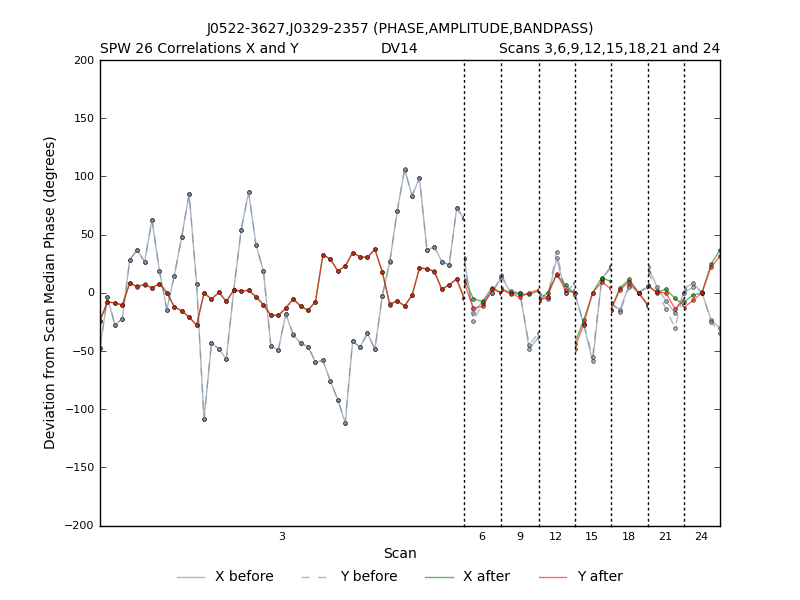 J0522-3627,J0329-2357 (PHASE,AMPLITUDE,BANDPASS)
SPW 26 Correlations X and Y DV14 Scans 3,6,9,12,15,18,21 and 24
200
150
100
50
0
−50
−100
−150
−200
Deviation from Scan Median Phase (degrees)
3 6 9 12 15 18 21 24
Scan
X before Y before X after Y after